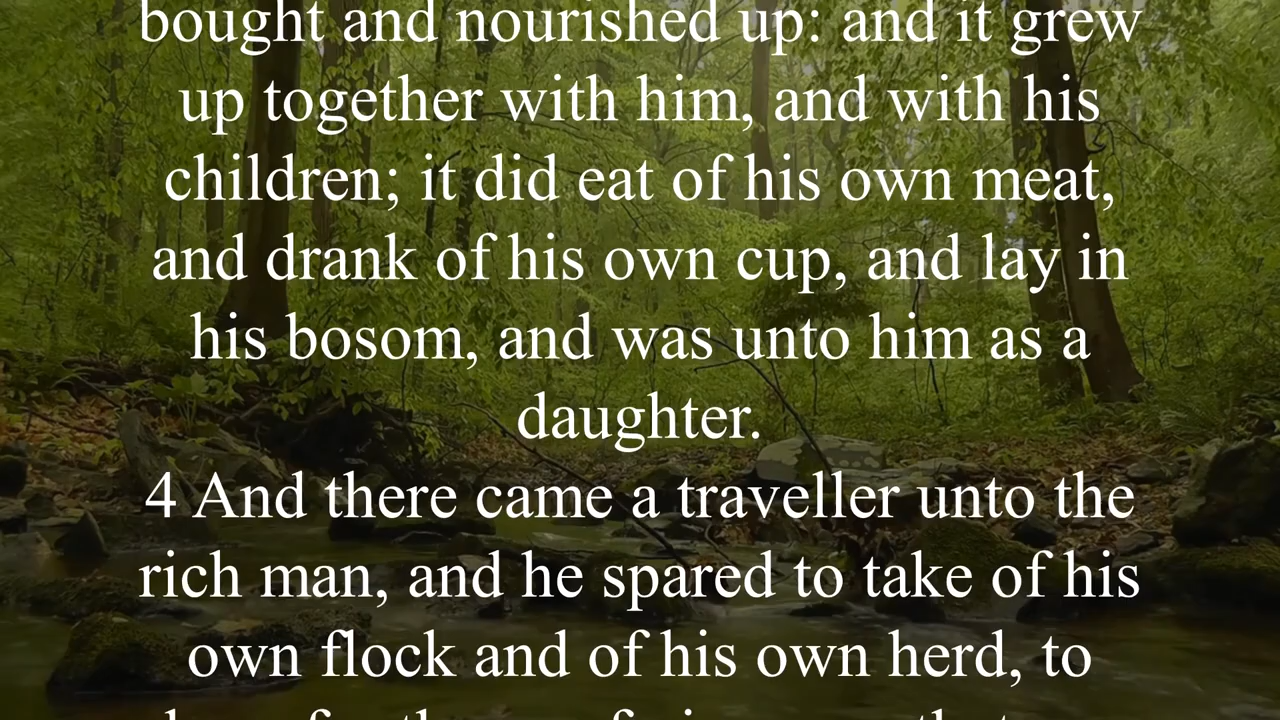 bought and nourished up: and it grew
up together with him, and with his
children; it did eat of his own meat,
and drank of his own cup, and lay in
his bosom, and was unto him as a
daughter.
4 And there came a traveller unto the
rich man, and he spared to take of his
own flock and of his own herd, to